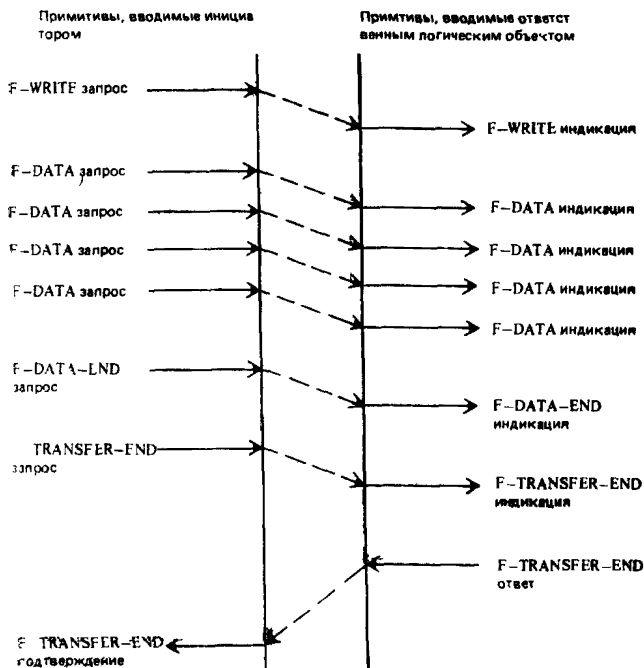 Примитивы, вводимые инициа
тором
Примтивы, вводимые ответст
венным логическим объектом
F-WRITE запрос
F-WRITE индикация
F-DATA запрос
F-DATA индикация
F-DATA запрос
F-DATA индикация
F-DATA запрос
F-DATA индикация
F-DATA запрос
F-DATA индикация
F-DATA-END
запрос
F-DATA-END
индикация
TRANSFER-END
запрос
F-TRANSFER-END
индикация
F-TRANSFER-END
ответ
F TRANSFER-END
подтверждение